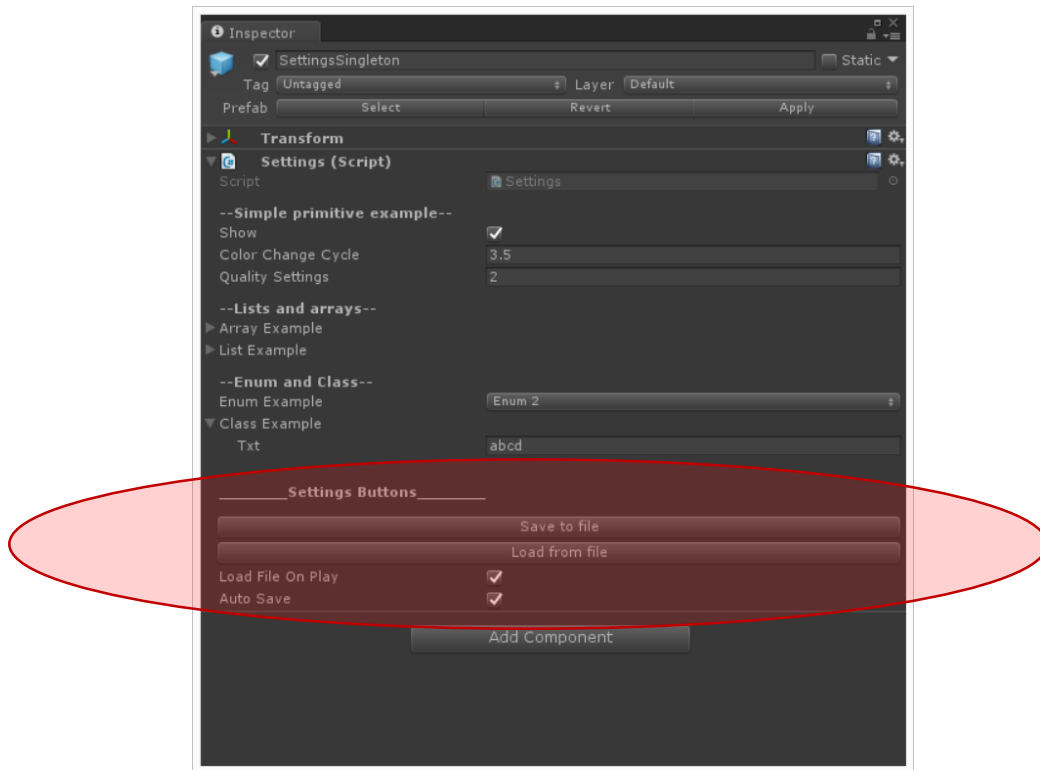 Inspector
SettingsSingleton Static
Tag Untagged Layer Default
Prefab Select Revert Apply
Transform
Settings (Script)
Script Settings
--Simple primitive example--
Show
Color Change Cycle 3.5
Quality Settings 2
--Lists and arrays--
Array Example
List Example
--Enum and Class--
Enum Example Enum 2
Class Example
Txt abcd
________Settings Buttons________
Save to file
Load from file
Load File On Play
Auto Save
Add Component